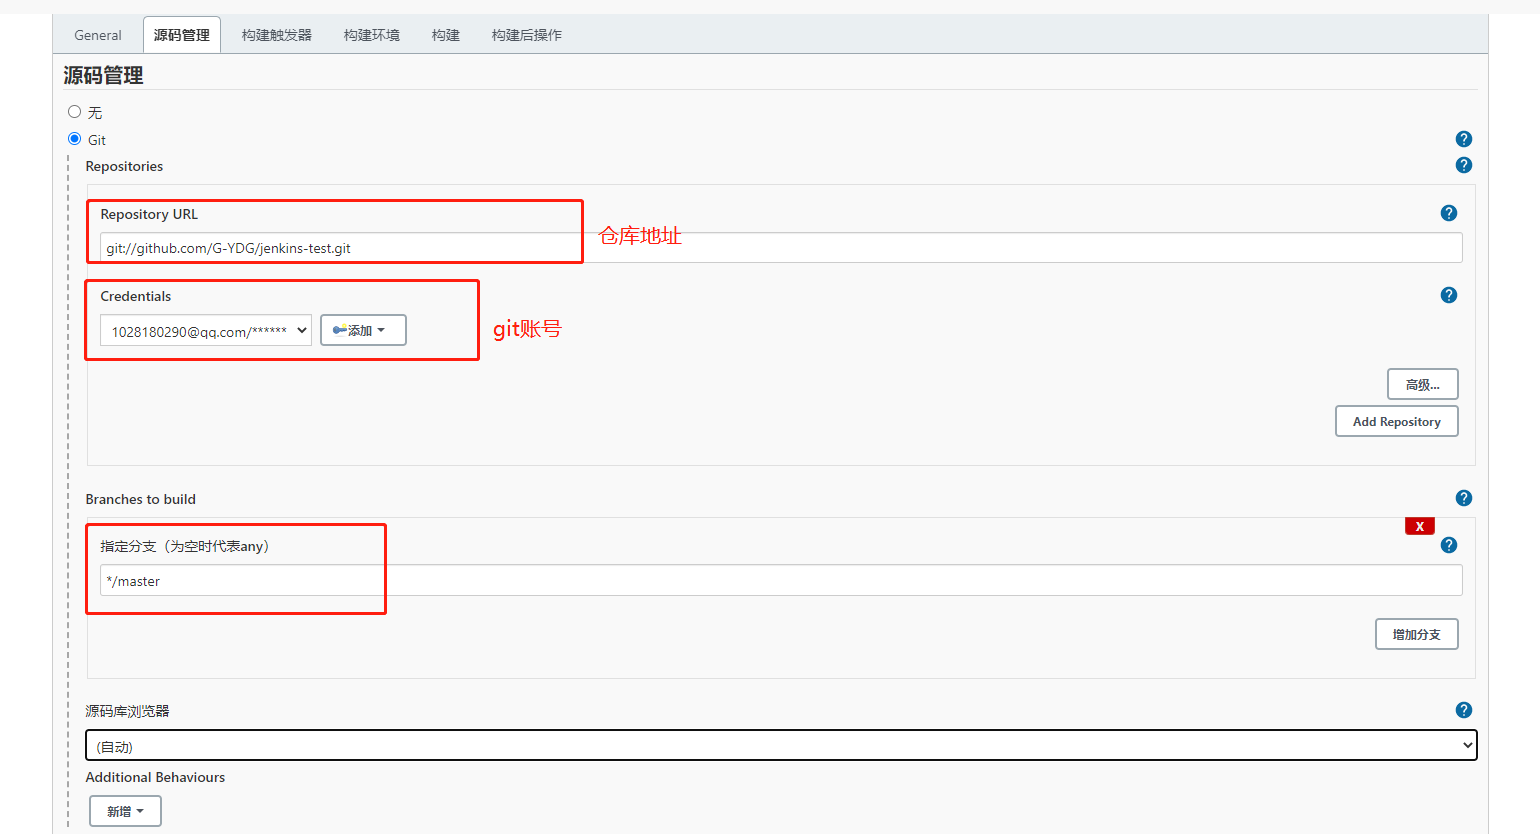 General 源码管理 构建触发器 构建环境 构建 构建后操作
源码管理
无
Git
Repositories
Repository URL
仓库地址
git://github.com/G-YDG/jenkins-test.git
Credentials
1028180290@qq.com/****** 添加
git账号
高级...
Add Repository
Branches to build
X
指定分支（为空时代表any）
*/master
增加分支
源码库浏览器
(自动)
Additional Behaviours
新增